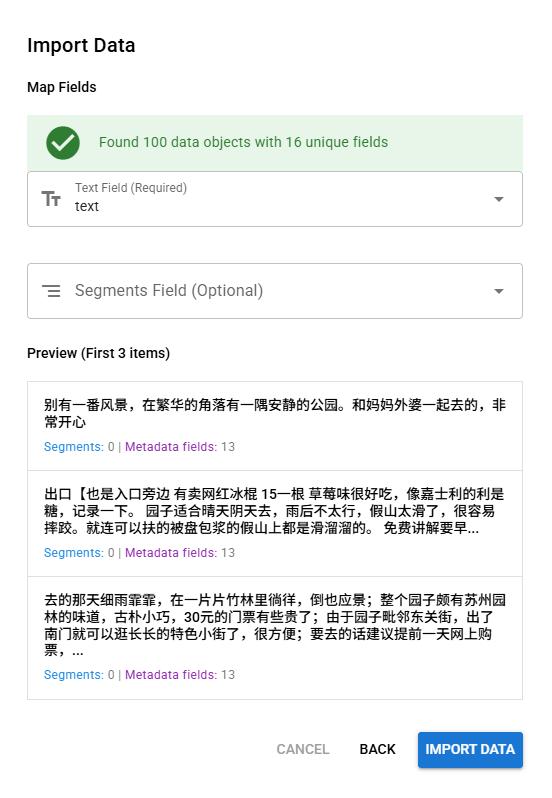 Import Data
Map Fields
Found 100 data objects with 16 unique fields
Text Field (Required)
text
Segments Field (Optional)
Preview (First 3 items)
别有一番风景，在繁华的角落有一隅安静的公园。和妈妈外婆一起去的，非
常开心
Segments: 0 | Metadata fields: 13
出口【也是入口旁边 有卖网红冰棍 15一根 草莓味很好吃，像嘉士利的利是
糖，记录一下。 园子适合晴天阴天去，雨后不太行，假山太滑了，很容易
摔跤。就连可以扶的被盘包浆的假山上都是滑溜溜的。 免费讲解要早...
Segments: 0 | Metadata fields: 13
去的那天细雨霏霏，在一片片竹林里徜徉，倒也应景；整个园子颇有苏州园
林的味道，古朴小巧，30元的门票有些贵了；由于园子毗邻东关街，出了
南门就可以逛长长的特色小街了，很方便；要去的话建议提前一天网上购
票，...
Segments: 0 | Metadata fields: 13
CANCEL BACK IMPORT DATA